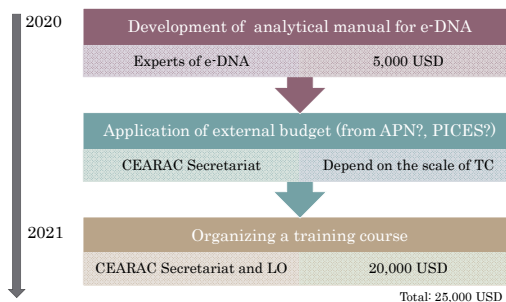 2020
Development of analytical manual for e-DNA
Experts of e-DNA 5,000 USD
Application of external budget (from APN?, PICES?)
CEARAC Secretariat Depend on the scale of TC
2021
Organizing a training course
CEARAC Secretariat and LO 20,000 USD
Total: 25,000 USD